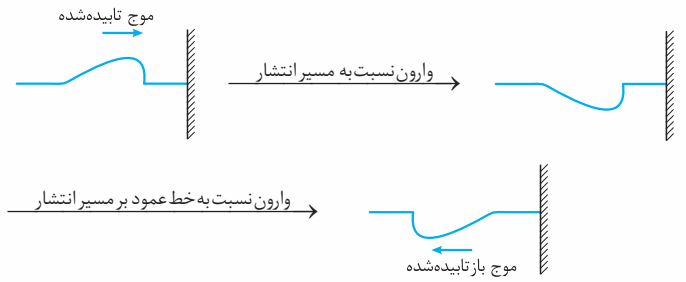 موج تابیده‌شده
وارون نسبت به مسیر انتشار
وارون نسبت به خط عمود بر مسیر انتشار
موج بازتابیده‌شده